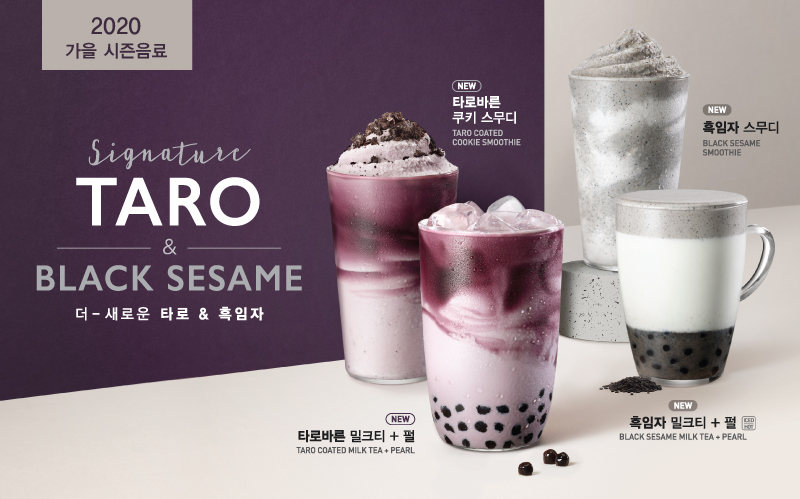 2020
가을 시즌음료
Signature
TARO
&
BLACK SESAME
더-새로운 타로 & 흑임자
NEW
타로바른
쿠키 스무디
TARO COATED
COOKIE SMOOTHIE
NEW
흑임자 스무디
BLACK SESAME
SMOOTHIE
NEW
타로바른 밀크티 + 펄
TARO COATED MILK TEA + PEARL
NEW
흑임자 밀크티 + 펄 ICED
HOT
BLACK SESAME MILK TEA + PEARL